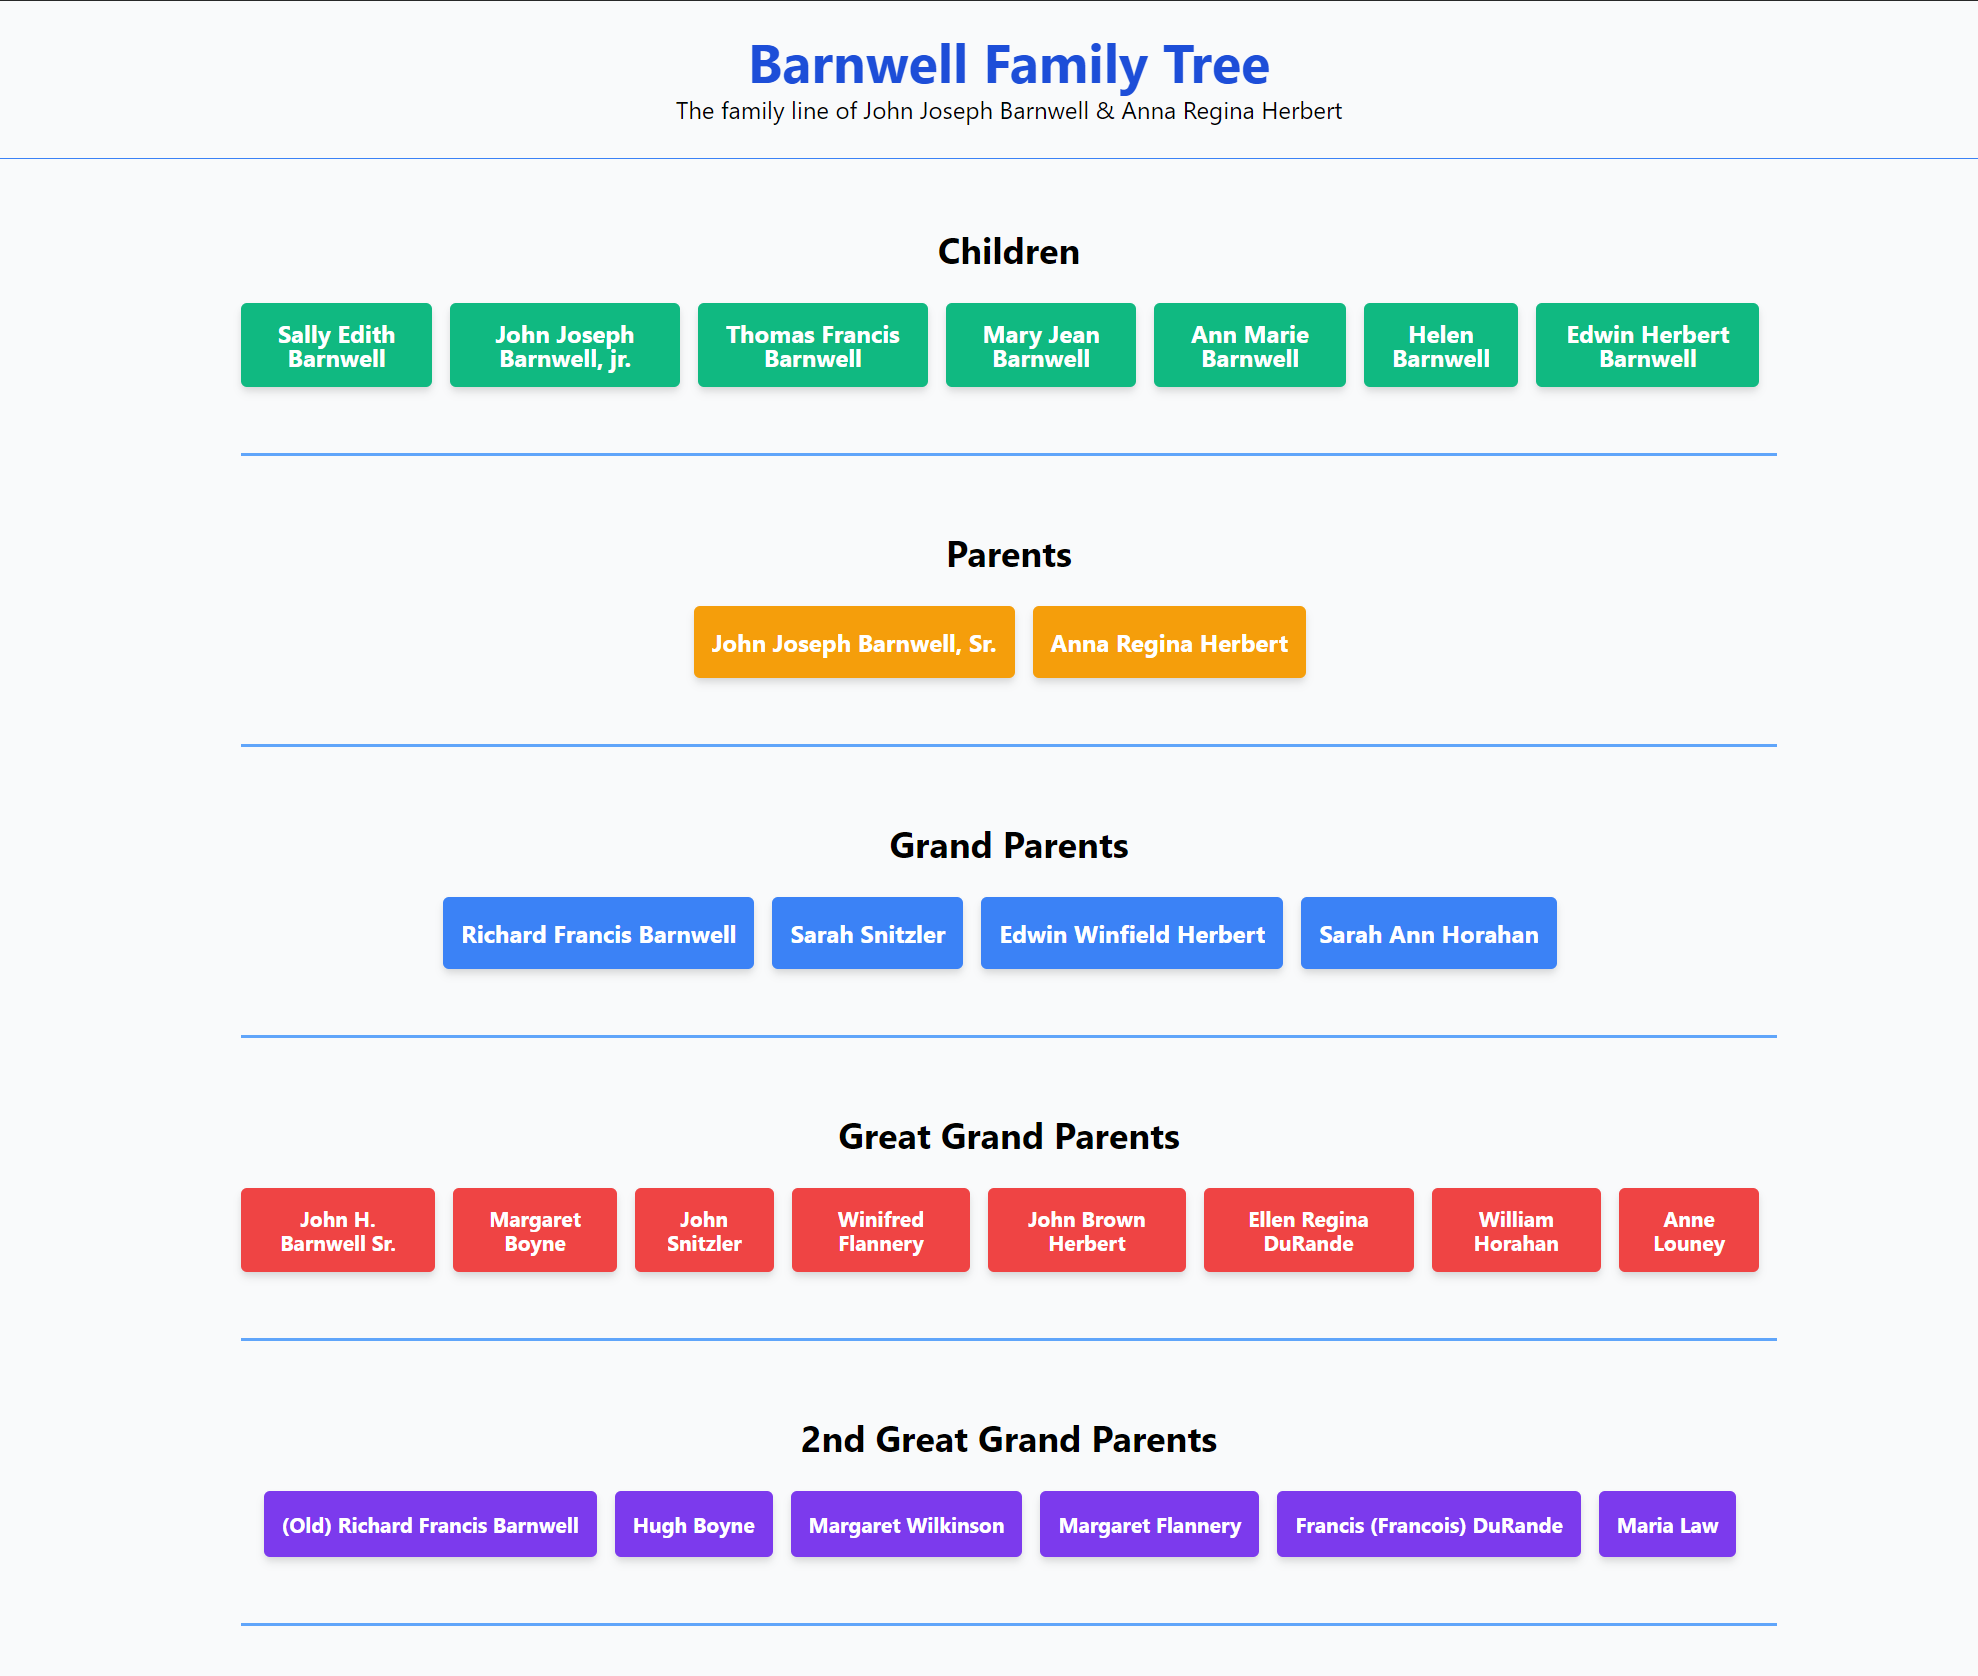 Barnwell Family Tree
The family line of John Joseph Barnwell & Anna Regina Herbert
Children
Sally Edith
Barnwell
John Joseph
Barnwell, jr.
Thomas Francis
Barnwell
Mary Jean
Barnwell
Ann Marie
Barnwell
Helen
Barnwell
Edwin Herbert
Barnwell
Parents
John Joseph Barnwell, Sr.
Anna Regina Herbert
Grand Parents
Richard Francis Barnwell
Sarah Snitzler
Edwin Winfield Herbert
Sarah Ann Horahan
Great Grand Parents
John H.
Barnwell Sr.
Margaret
Boyne
John
Snitzler
Winifred
Flannery
John Brown
Herbert
Ellen Regina
DuRande
William
Horahan
Anne
Louney
2nd Great Grand Parents
(Old) Richard Francis Barnwell
Hugh Boyne
Margaret Wilkinson
Margaret Flannery
Francis (Francois) DuRande
Maria Law